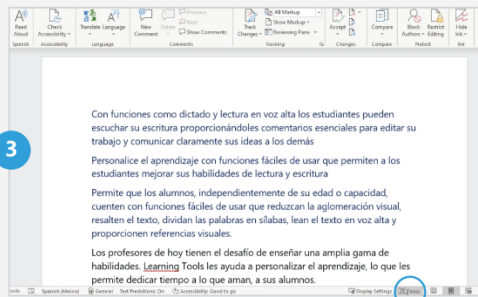 Read Aloud
Check Accessibility
Translate
Language
New Comment
Delete
Previous
Next
Show Comments
Track Changes
All Markup
Show Markup
Reviewing Pane
Accept
Compare
Block Authors
Restrict Editing
Hide Ink
Speech
Accessibility
Language
Comments
Tracking
Changes
Compare
Protect
Ink
3
Con funciones como dictado y lectura en voz alta los estudiantes pueden
escuchar su escritura proporcionándoles comentarios esenciales para editar su
trabajo y comunicar claramente sus ideas a los demás
Personalice el aprendizaje con funciones fáciles de usar que permiten a los
estudiantes mejorar sus habilidades de lectura y escritura
Permite que los alumnos, independientemente de su edad o capacidad,
cuenten con funciones fáciles de usar que reduzcan la aglomeración visual,
resalten el texto, dividan las palabras en sílabas, lean el texto en voz alta y
proporcionen referencias visuales.
Los profesores de hoy tienen el desafío de enseñar una amplia gama de
habilidades. Learning Tools les ayuda a personalizar el aprendizaje, lo que les
permite dedicar tiempo a lo que aman, a sus alumnos.
Spanish (Mexico) General Text Predictions: On Accessibility: Good to go Display Settings Focus